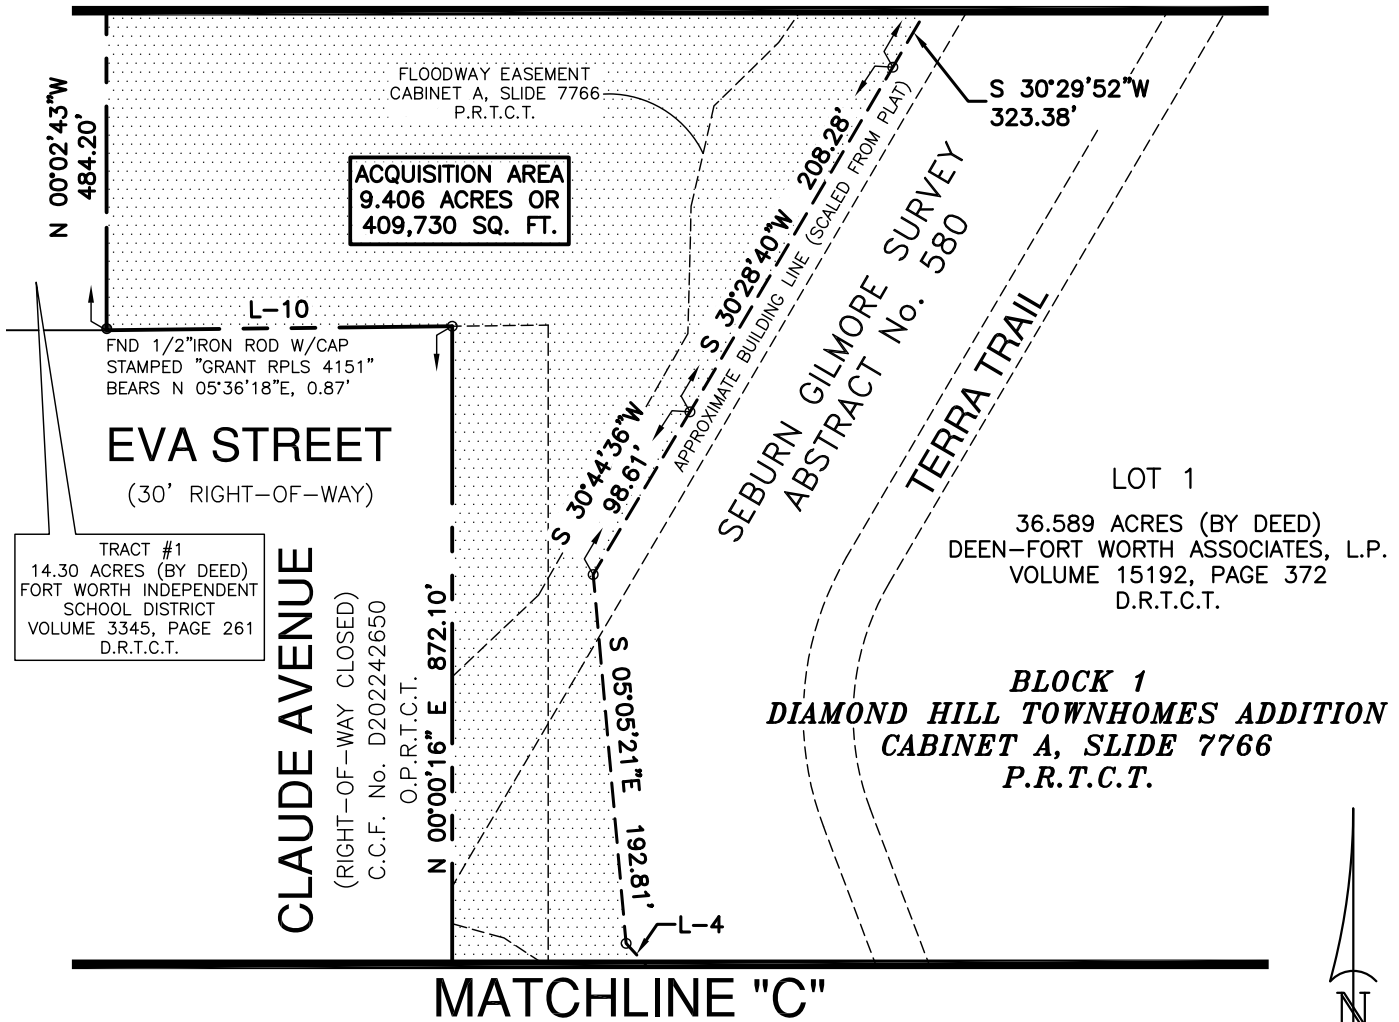 N 00°02'43"W
484.20'
FLOODWAY EASEMENT
CABINET A, SLIDE 7766
P.R.T.C.T.
ACQUISITION AREA
9.406 ACRES OR
409,730 SQ. FT.
S 30°29'52"W
323.38'
S 30°28'40"W 208.28'
APPROXIMATE BUILDING LINE (SCALED FROM PLAT)
SEBURN GILMORE SURVEY
ABSTRACT No. 580
TERRA TRAIL
L-10
FND 1/2"IRON ROD W/CAP
STAMPED "GRANT RPLS 4151"
BEARS N 05°36'18"E, 0.87'
EVA STREET
(30' RIGHT-OF-WAY)
S 30°44'36"W
98.61'
TRACT #1
14.30 ACRES (BY DEED)
FORT WORTH INDEPENDENT
SCHOOL DISTRICT
VOLUME 3345, PAGE 261
D.R.T.C.T.
CLAUDE AVENUE
(RIGHT-OF-WAY CLOSED)
C.C.F. No. D202242650
O.P.R.T.C.T.
N 00°00'16" E 872.10'
S 05°05'21"E 192.81'
L-4
LOT 1
36.589 ACRES (BY DEED)
DEEN-FORT WORTH ASSOCIATES, L.P.
VOLUME 15192, PAGE 372
D.R.T.C.T.
BLOCK 1
DIAMOND HILL TOWNHOMES ADDITION
CABINET A, SLIDE 7766
P.R.T.C.T.
MATCHLINE "C"
N